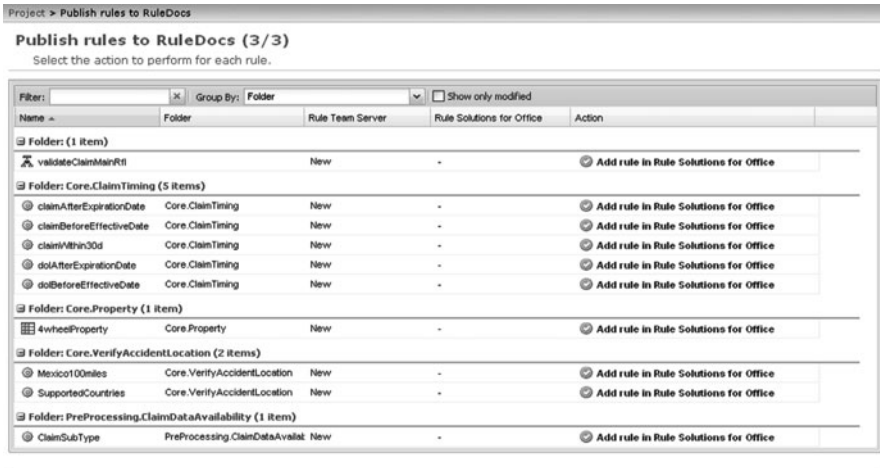 Project > Publish rules to RuleDocs
Publish rules to RuleDocs (3/3)
Select the action to perform for each rule.
Filter: Group By: Folder Show only modified
Name Folder Rule Team Server Rule Solutions for Office Action
Folder: (1 item)
validateClaimMainRfl New - Add rule in Rule Solutions for Office
Folder: Core.ClaimTiming (5 items)
claimAfterExpirationDate Core.ClaimTiming New - Add rule in Rule Solutions for Office
claimBeforeEffectiveDate Core.ClaimTiming New - Add rule in Rule Solutions for Office
claimWithin30d Core.ClaimTiming New - Add rule in Rule Solutions for Office
dolAfterExpirationDate Core.ClaimTiming New - Add rule in Rule Solutions for Office
dolBeforeEffectiveDate Core.ClaimTiming New - Add rule in Rule Solutions for Office
Folder: Core.Property (1 item)
4wheelProperty Core.Property New - Add rule in Rule Solutions for Office
Folder: Core.VerifyAccidentLocation (2 items)
Mexico100miles Core.VerifyAccidentLocation New - Add rule in Rule Solutions for Office
SupportedCountries Core.VerifyAccidentLocation New - Add rule in Rule Solutions for Office
Folder: PreProcessing.ClaimDataAvailability (1 item)
ClaimSubType PreProcessing.ClaimDataAvailat New - Add rule in Rule Solutions for Office